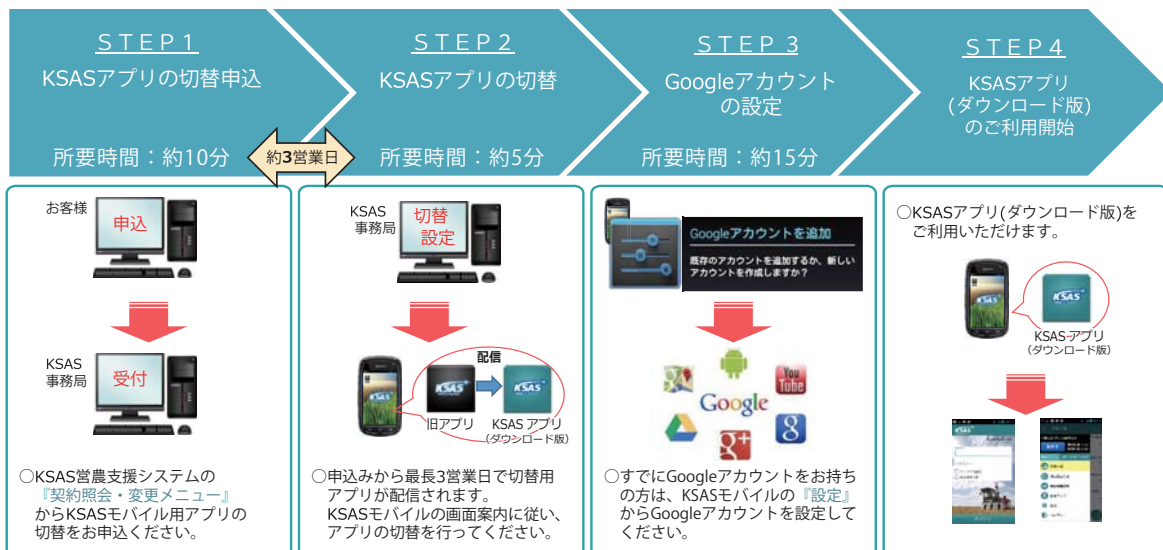 STEP1
KSASアプリの切替申込
所要時間：約10分
約3営業日
STEP2
KSASアプリの切替
所要時間：約5分
STEP 3
Googleアカウント
の設定
所要時間：約15分
STEP4
KSASアプリ
(ダウンロード版)
のご利用開始
お客様
申込
KSAS
事務局
受付
○KSAS営農支援システムの
『契約照会・変更メニュー』
からKSASモバイル用アプリの
切替をお申込ください。
KSAS
事務局
切替
設定
配信
KSAS
KSAS
旧アプリ
KSAS アプリ
(ダウンロード版)
○申込みから最長3営業日で切替用
アプリが配信されます。
KSASモバイルの画面案内に従い、
アプリの切替を行ってください。
Googleアカウントを追加
既存のアカウントを追加するか、新しい
アカウントを作成しますか？
You
Tube
Google
g
g+
8
○すでにGoogleアカウントをお持ち
の方は、KSASモバイルの『設定』
からGoogleアカウントを設定して
ください。
○KSASアプリ(ダウンロード版)を
ご利用いただけます。
KSAS
KSAS アプリ
(ダウンロード版)
KSAS